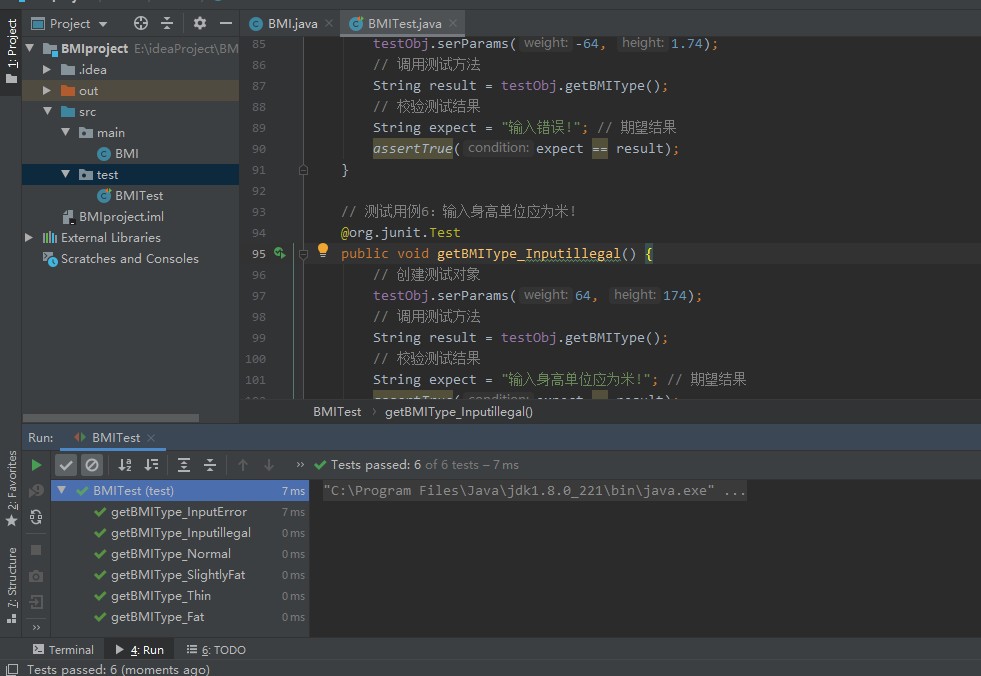 Project
BMI.java
BMITest.java
1: Project
BMIproject E:\ideaProject\BM
.idea
out
src
main
BMI
test
BMITest
BMIproject.iml
External Libraries
Scratches and Consoles
85 testObj.serParams( weight: -64, height: 1.74);
86 // 调用测试方法
87 String result = testObj.getBMIType();
88 // 校验测试结果
89 String expect = "输入错误!"; // 期望结果
90 assertTrue( condition: expect == result);
91 }
92
93 // 测试用例6：输入身高单位应为米！
94 @org.junit.Test
95 public void getBMIType_Inputillegal() {
96 // 创建测试对象
97 testObj.serParams( weight: 64, height: 174);
98 // 调用测试方法
99 String result = testObj.getBMIType();
100 // 校验测试结果
101 String expect = "输入身高单位应为米!"; // 期望结果
assertTrue( condition: expect == result);
BMITest › getBMIType_Inputillegal()
Run: BMITest
2: Favorites
7: Structure
Tests passed: 6 of 6 tests – 7 ms
BMITest (test) 7 ms
getBMIType_InputError 7 ms
getBMIType_Inputillegal 0 ms
getBMIType_Normal 0 ms
getBMIType_SlightlyFat 0 ms
getBMIType_Thin 0 ms
getBMIType_Fat 0 ms
"C:\Program Files\Java\jdk1.8.0_221\bin\java.exe" ...
Terminal 4: Run 6: TODO
Tests passed: 6 (moments ago)